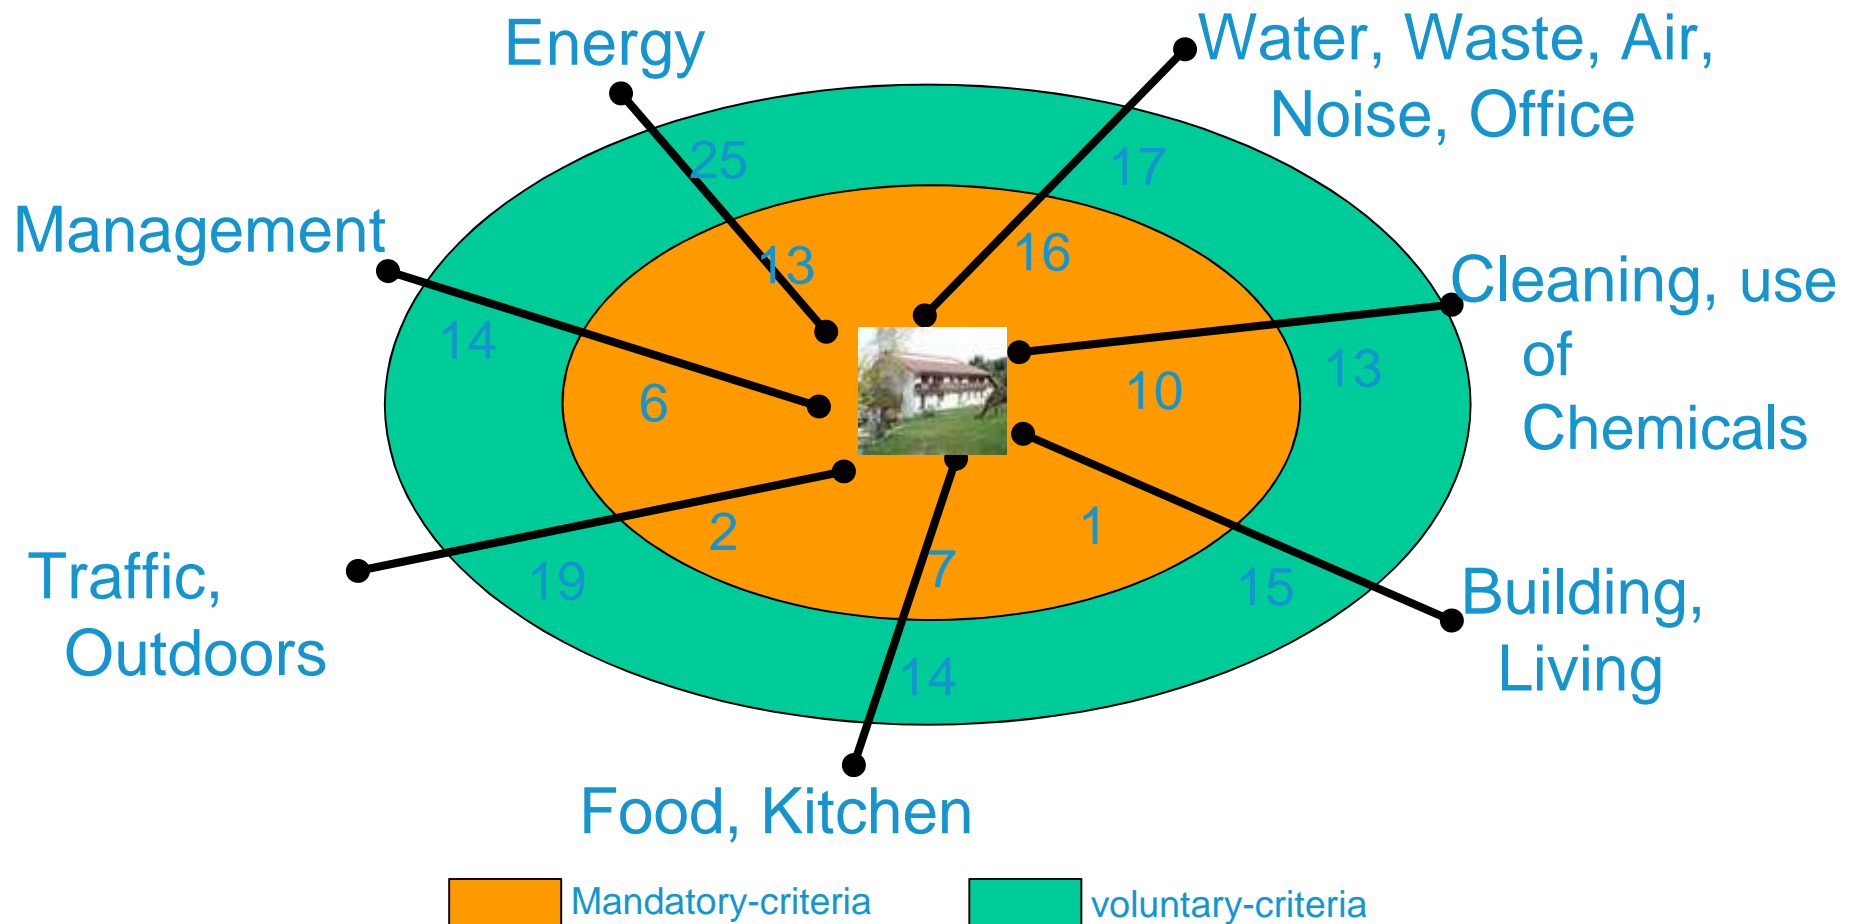 Energy
Water, Waste, Air,
Noise, Office
25
17
Management
13
16
Cleaning, use
of
Chemicals
14
6
10
13
2
1
7
Traffic,
Outdoors
19
15
Building,
Living
14
Food, Kitchen
Mandatory-criteria
voluntary-criteria